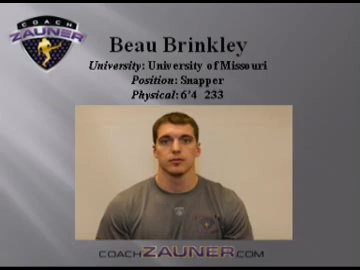 COACH
ZAUNER
Beau Brinkley
University: University of Missouri
Position: Snapper
Physical: 6'4 233
COACHZAUNER.COM